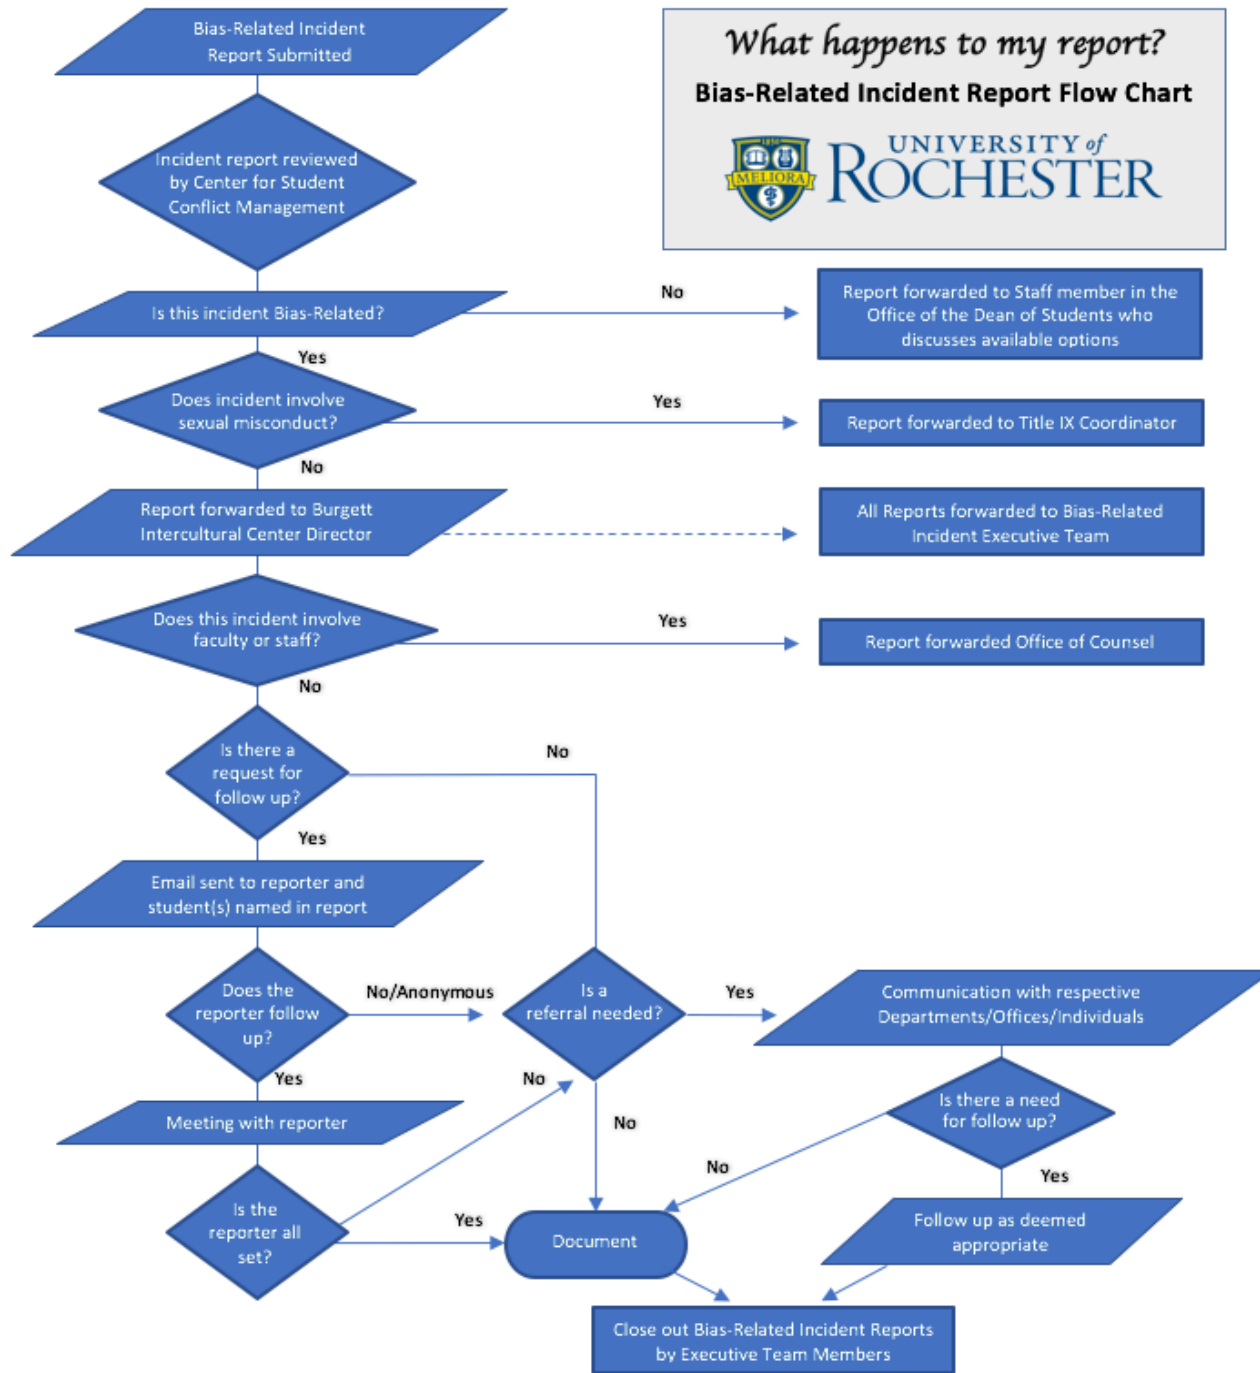 Bias-Related Incident
Report Submitted
What happens to my report?
Bias-Related Incident Report Flow Chart
1850
MELIORA
UNIVERSITY of
ROCHESTER
Incident report reviewed
by Center for Student
Conflict Management
Is this incident Bias-Related?
No
Report forwarded to Staff member in the
Office of the Dean of Students who
discusses available options
Yes
Does incident involve
sexual misconduct?
Yes
Report forwarded to Title IX Coordinator
No
Report forwarded to Burgett
Intercultural Center Director
All Reports forwarded to Bias-Related
Incident Executive Team
Does this incident involve
faculty or staff?
Yes
Report forwarded Office of Counsel
No
Is there a
request for
follow up?
No
Yes
Email sent to reporter and
student(s) named in report
Does the
reporter follow
up?
No/Anonymous
Is a
referral needed?
Yes
Communication with respective
Departments/Offices/Individuals
Yes
No
Meeting with reporter
No
Is there a need
for follow up?
No
Yes
Is the
reporter all
set?
Yes
Document
Follow up as deemed
appropriate
Close out Bias-Related Incident Reports
by Executive Team Members